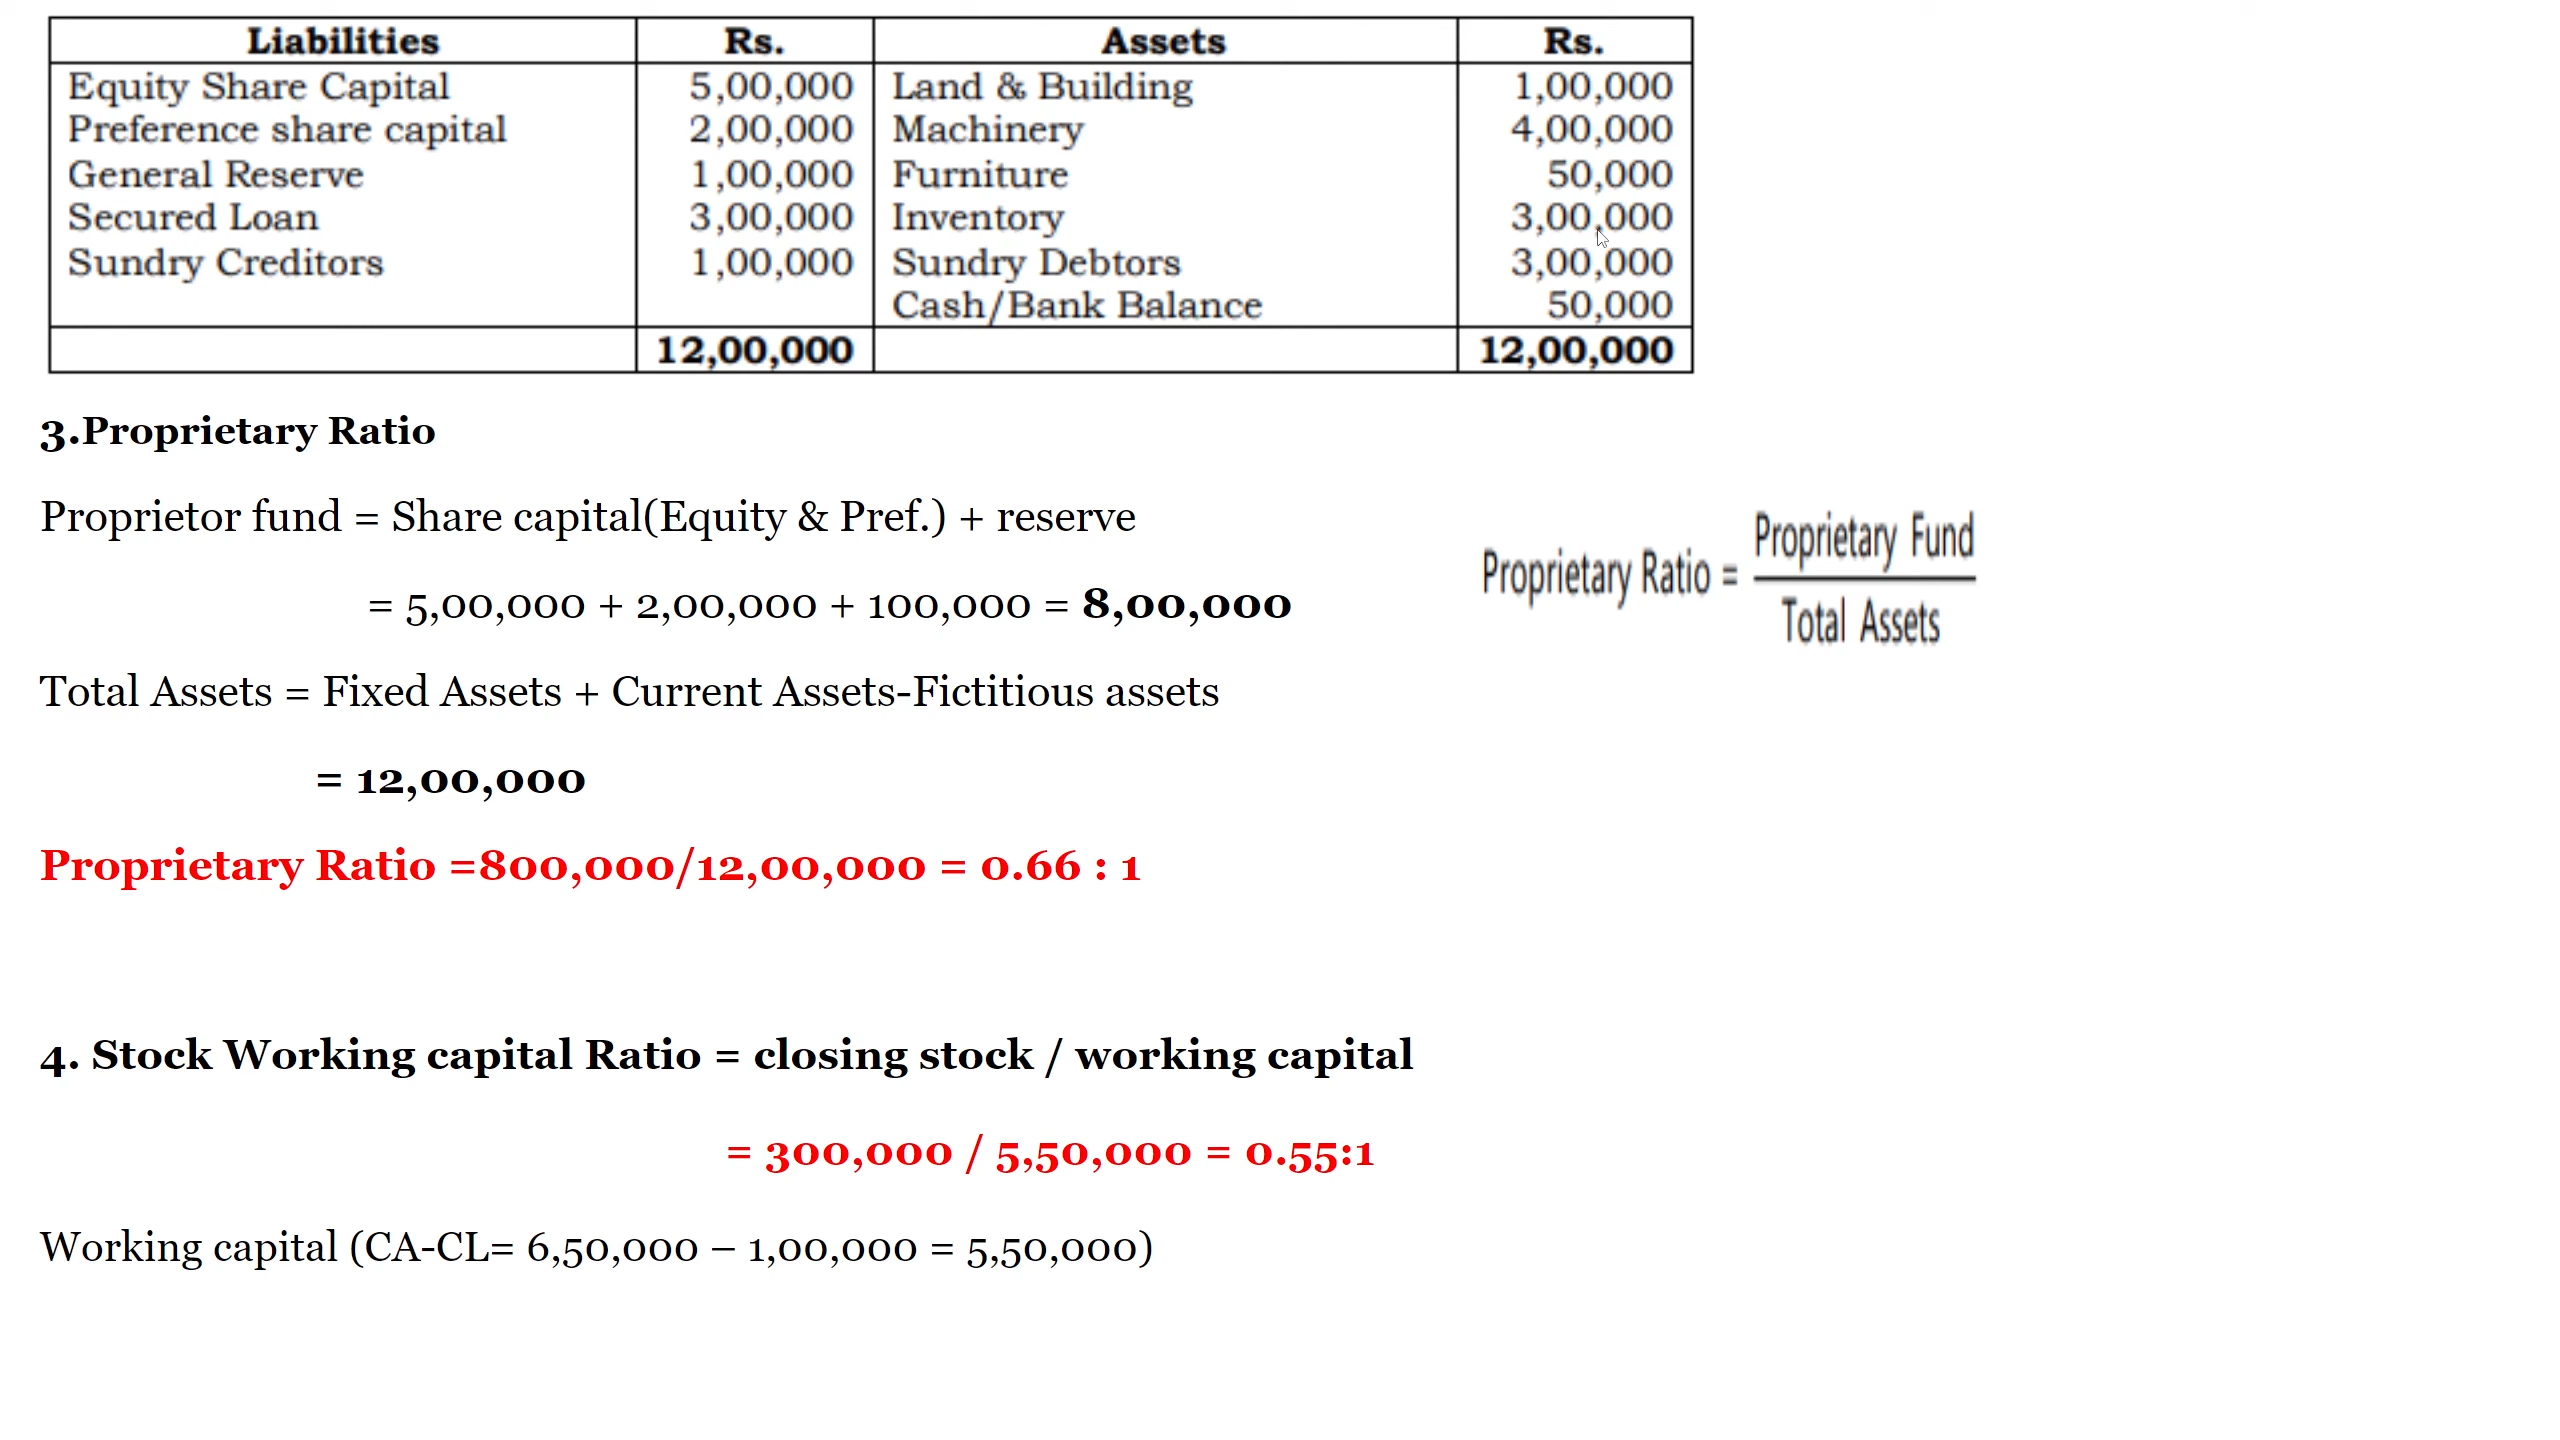 Liabilities Rs. Assets Rs.
Equity Share Capital 5,00,000 Land & Building 1,00,000
Preference share capital 2,00,000 Machinery 4,00,000
General Reserve 1,00,000 Furniture 50,000
Secured Loan 3,00,000 Inventory 3,00,000
Sundry Creditors 1,00,000 Sundry Debtors 3,00,000
Cash/Bank Balance 50,000
12,00,000 12,00,000
3.Proprietary Ratio
Proprietor fund = Share capital(Equity & Pref.) + reserve
= 5,00,000 + 2,00,000 + 100,000 = 8,00,000
Proprietary Ratio = Proprietary Fund
Total Assets
Total Assets = Fixed Assets + Current Assets-Fictitious assets
= 12,00,000
Proprietary Ratio =800,000/12,00,000 = 0.66 : 1
4. Stock Working capital Ratio = closing stock / working capital
= 300,000 / 5,50,000 = 0.55:1
Working capital (CA-CL= 6,50,000 – 1,00,000 = 5,50,000)